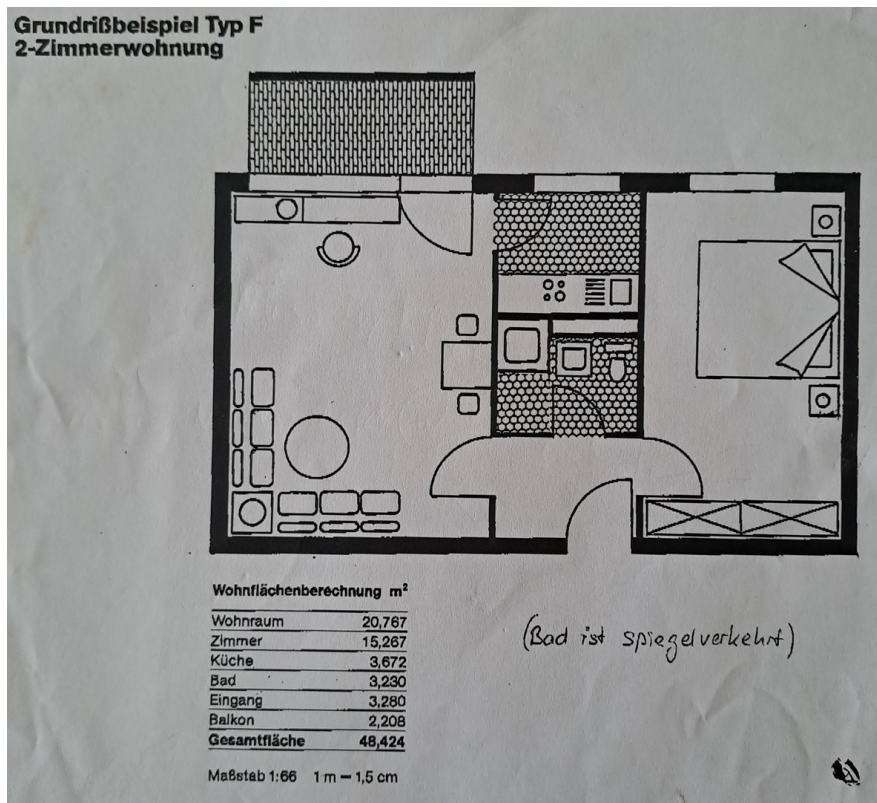 Grundrißbeispiel Typ F
2-Zimmerwohnung
Wohnflächenberechnung m²
Wohnraum 20,767
Zimmer 15,267
Küche 3,672
Bad 3,230
Eingang 3,280
Balkon 2,208
Gesamtfläche 48,424
Maßstab 1:66 1 m – 1,5 cm
(Bad ist spiegelverkehrt)